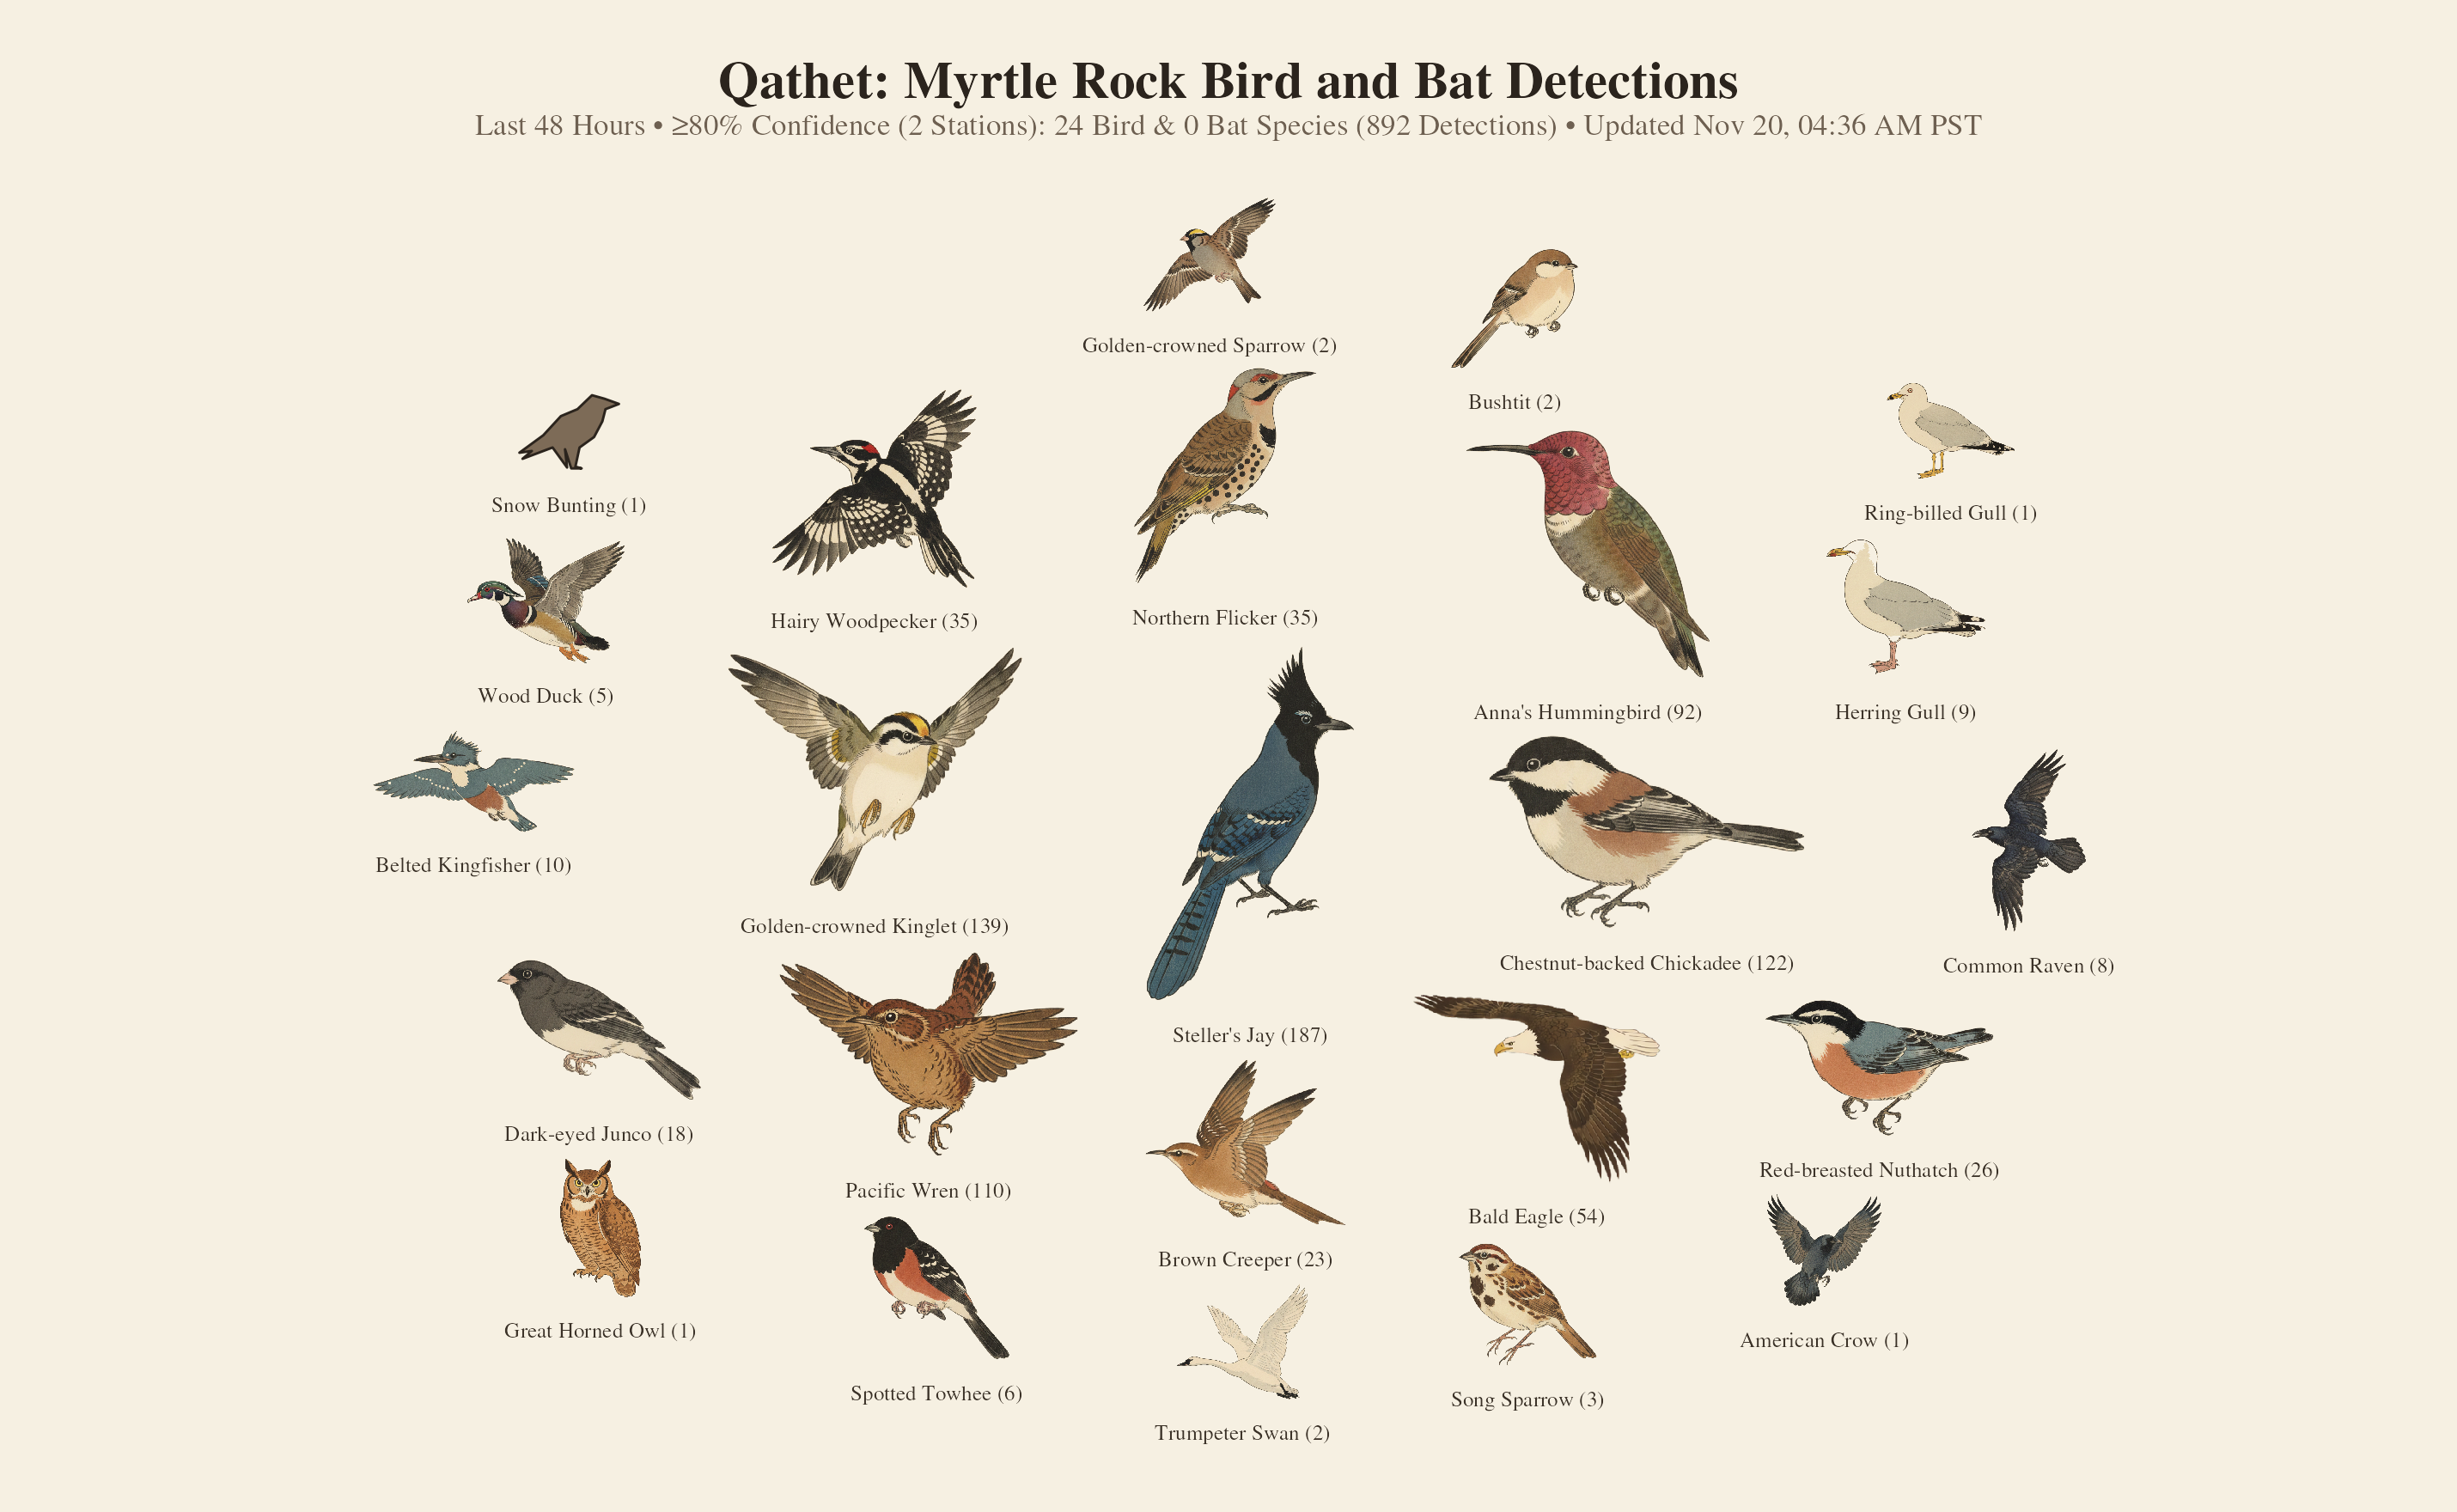 Qathet: Myrtle Rock Bird and Bat Detections
Last 48 Hours • ≥80% Confidence (2 Stations): 24 Bird & 0 Bat Species (892 Detections) • Updated Nov 20, 04:36 AM PST
Golden-crowned Sparrow (2)
Bushtit (2)
Snow Bunting (1)
Ring-billed Gull (1)
Hairy Woodpecker (35)
Northern Flicker (35)
Wood Duck (5)
Anna's Hummingbird (92)
Herring Gull (9)
Belted Kingfisher (10)
Golden-crowned Kinglet (139)
Chestnut-backed Chickadee (122)
Common Raven (8)
Steller's Jay (187)
Dark-eyed Junco (18)
Pacific Wren (110)
Red-breasted Nuthatch (26)
Bald Eagle (54)
Brown Creeper (23)
Great Horned Owl (1)
American Crow (1)
Spotted Towhee (6)
Song Sparrow (3)
Trumpeter Swan (2)